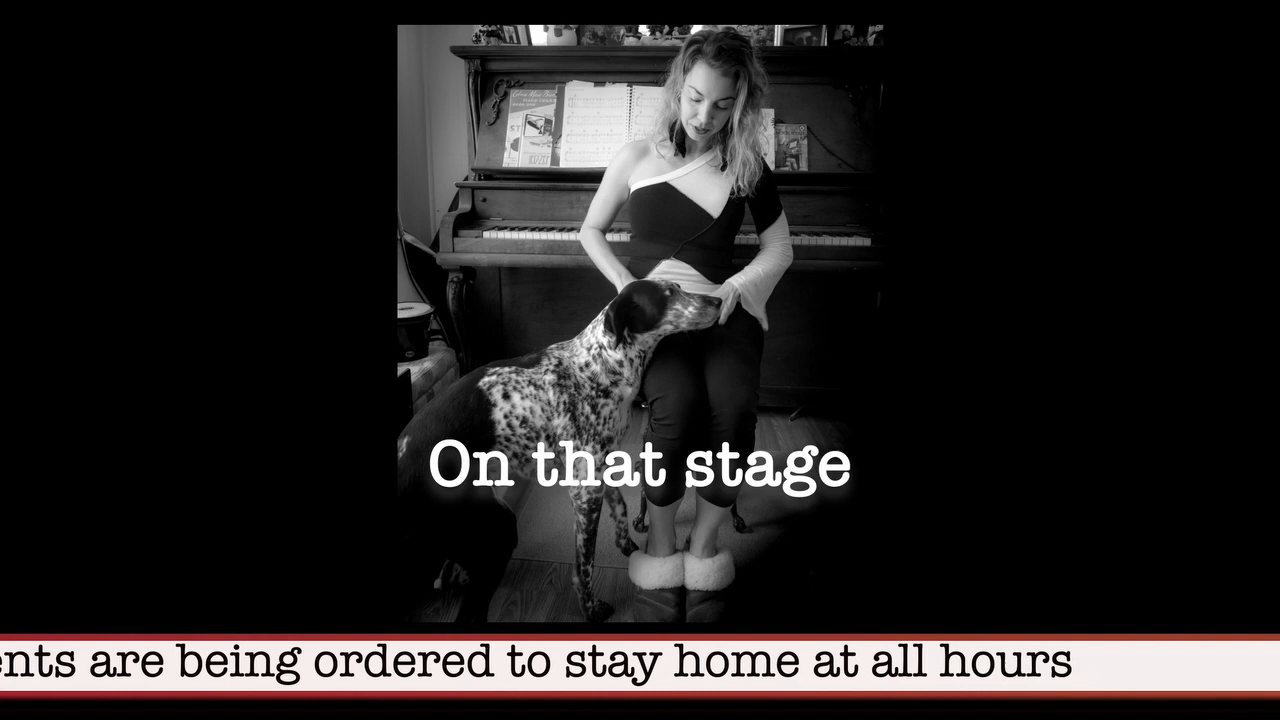 On that stage
ents are being ordered to stay home at all hours